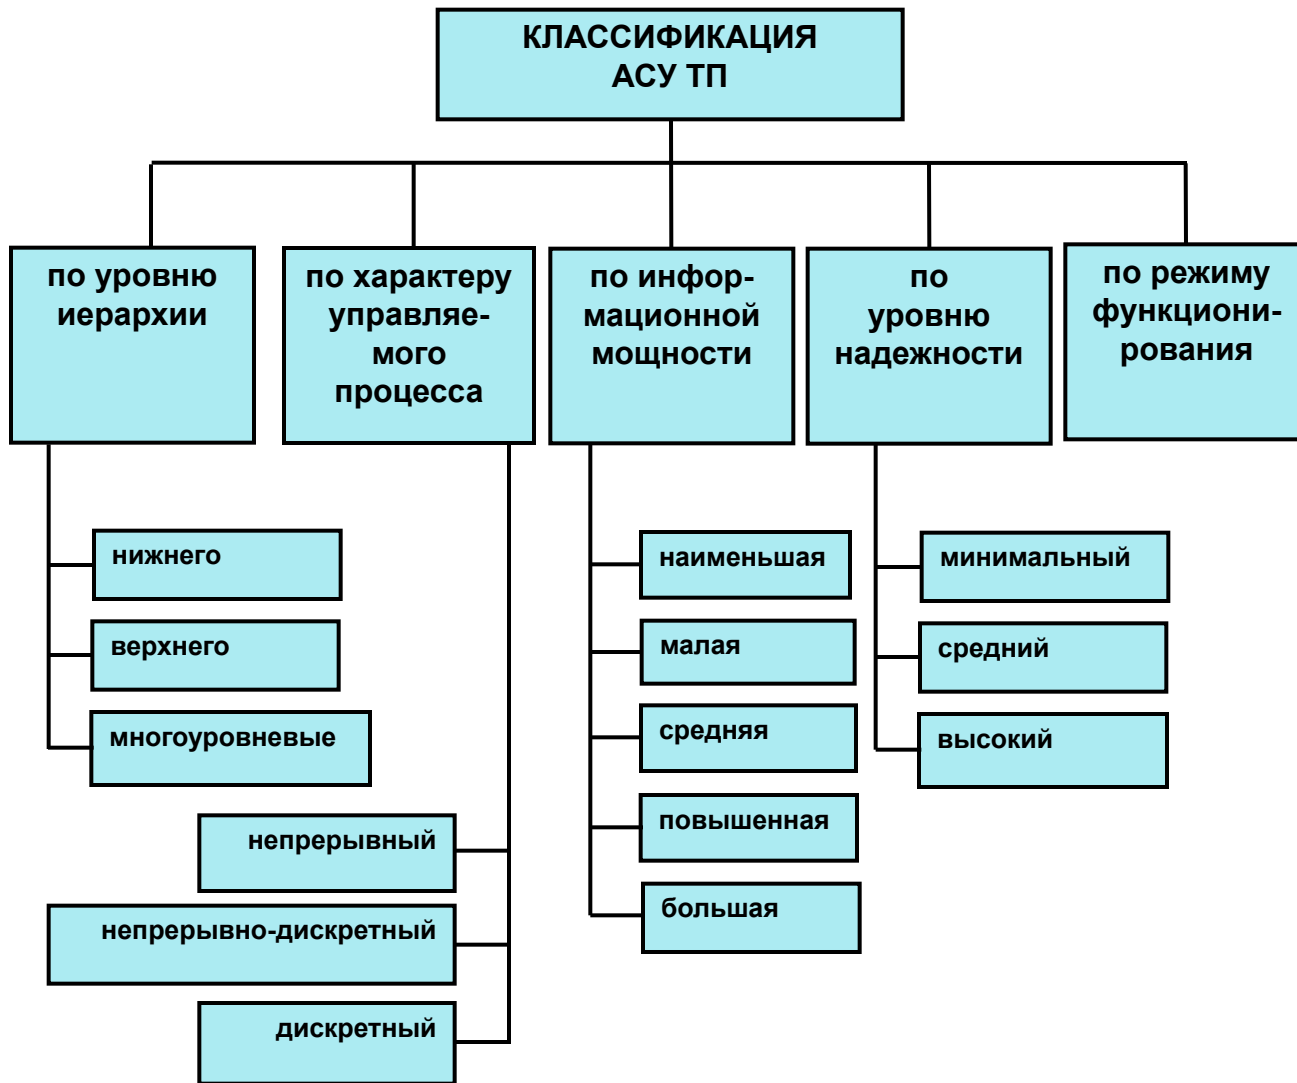 КЛАССИФИКАЦИЯ
АСУ ТП
по уровню
иерархии
по характеру
управляе-
мого
процесса
по инфор-
мационной
мощности
по
уровню
надежности
по режиму
функциони-
рования
нижнего
верхнего
многоуровневые
непрерывный
непрерывно-дискретный
дискретный
наименьшая
малая
средняя
повышенная
большая
минимальный
средний
высокий